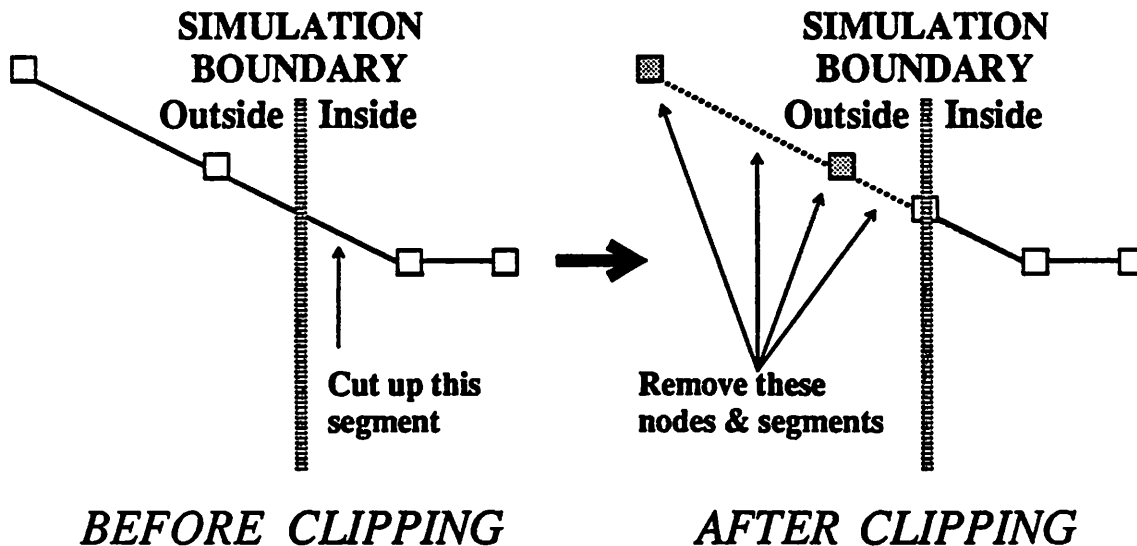 SIMULATION
BOUNDARY
Outside Inside
Cut up this
segment
BEFORE CLIPPING
SIMULATION
BOUNDARY
Outside Inside
Remove these
nodes & segments
AFTER CLIPPING